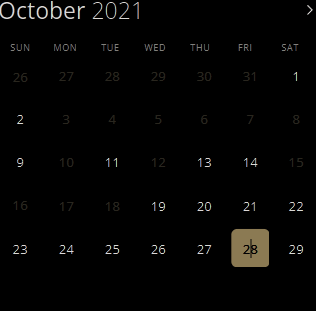 October 2021 >
SUN MON TUE WED THU FRI SAT
26 27 28 29 30 31 1
2 3 4 5 6 7 8
9 10 11 12 13 14 15
16 17 18 19 20 21 22
23 24 25 26 27 28 29